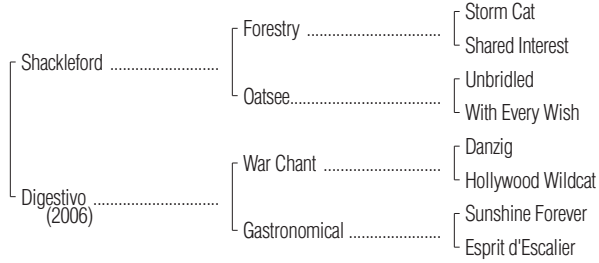 Storm Cat
Forestry ..............................
Shared Interest
Shackleford ........................
Unbridled
Oatsee..................................
With Every Wish
Danzig
War Chant ..........................
Hollywood Wildcat
Digestivo ............................
(2006)
Sunshine Forever
Gastronomical ....................
Esprit d'Escalier